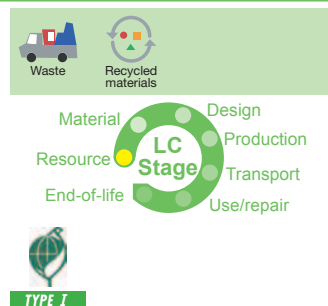 Waste
Recycled
materials
Material
Design
Production
LC
Stage
Resource
Transport
End-of-life
Use/repair
TYPE I